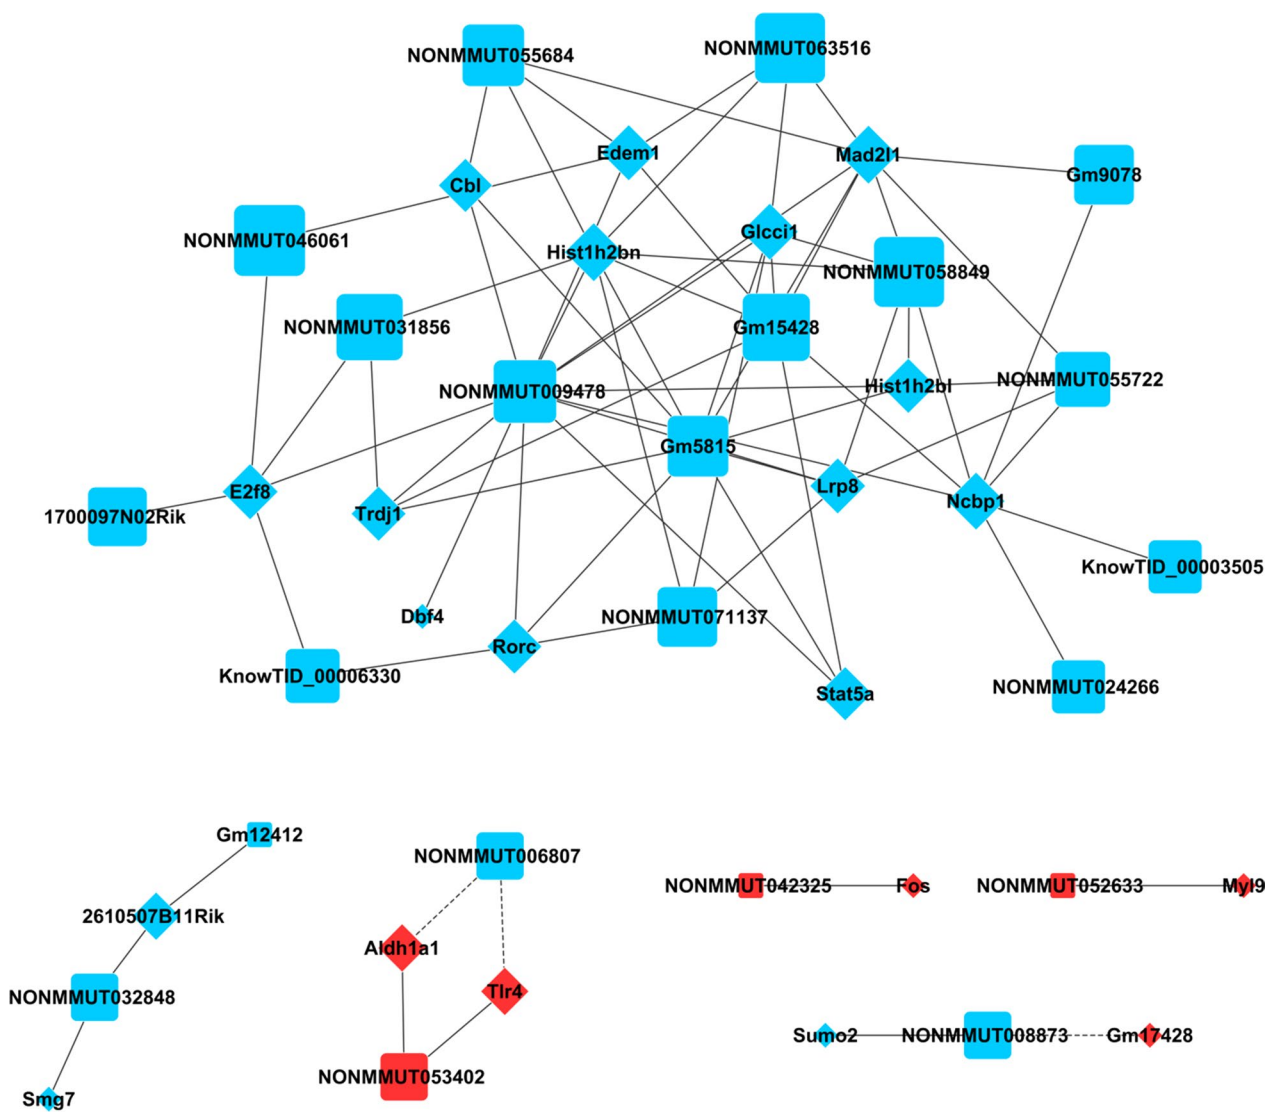 NONMMUT055684
NONMMUT063516
Edem1
Mad2l1
Gm9078
Cbl
NONMMUT046061
Glcci1
Hist1h2bn
NONMMUT058849
NONMMUT031856
Gm15428
NONMMUT055722
Hist1h2bl
NONMMUT009478
Gm5815
E2f8
Lrp8
Ncbp1
1700097N02Rik
Trdj1
KnowTID_00003505
Dbf4
NONMMUT071137
Rorc
KnowTID_00006330
NONMMUT024266
Stat5a
Gm12412
NONMMUT006807
NONMMUT042325
Fos
NONMMUT052633
Myl9
2610507B11Rik
Aldh1a1
Tlr4
NONMMUT032848
Sumo2
NONMMUT008873
Gm17428
NONMMUT053402
Smg7